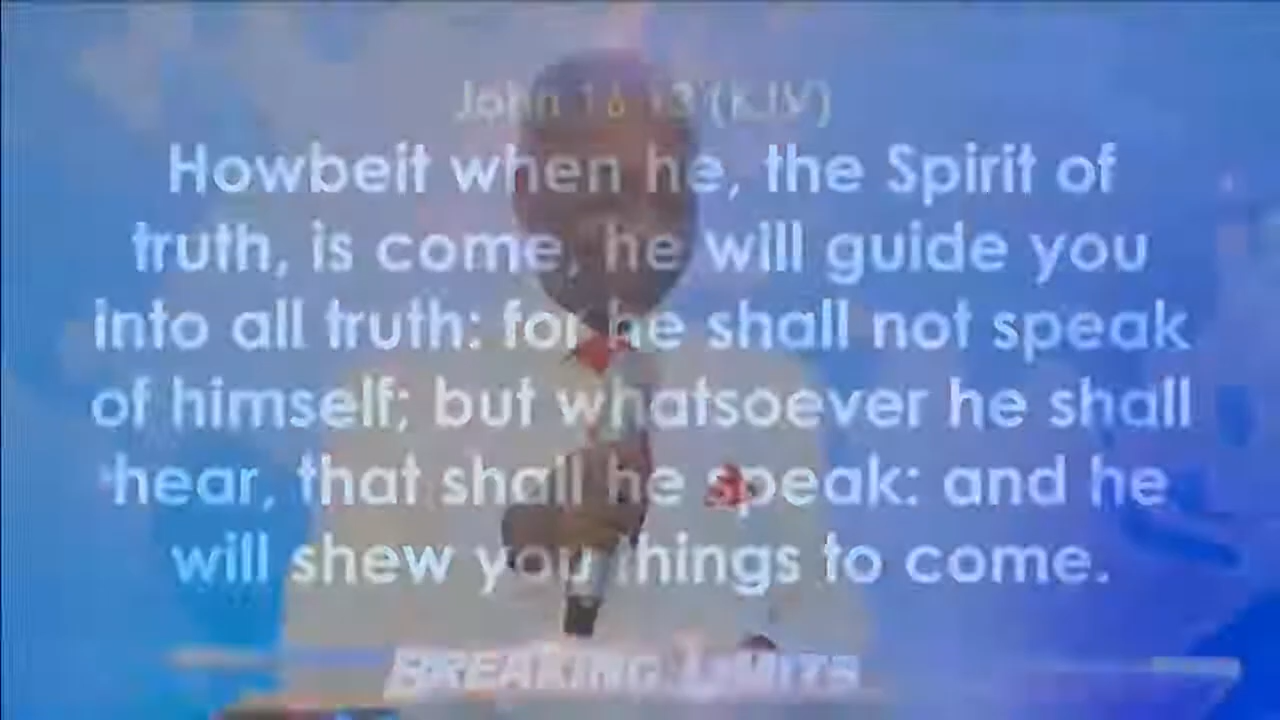 John 16 13 (KJV)
Howbeit when he, the Spirit of
truth, is come, he will guide you
into all truth: for he shall not speak
of himself; but whatsoever he shall
hear, that shall he speak: and he
will shew you things to come.
BREAKING LIMITS